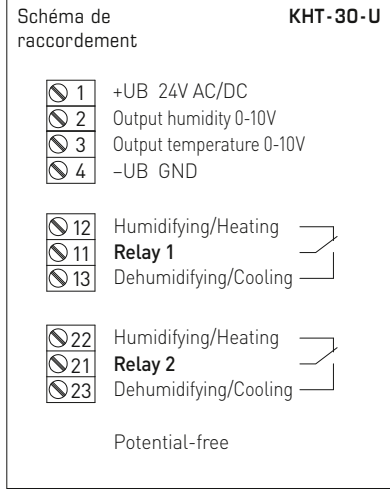 Schéma de KHT-30-U
raccordement
1 +UB 24V AC/DC
2 Output humidity 0-10V
3 Output temperature 0-10V
4 –UB GND
12 Humidifying/Heating
11 Relay 1
13 Dehumidifying/Cooling
22 Humidifying/Heating
21 Relay 2
23 Dehumidifying/Cooling
Potential-free